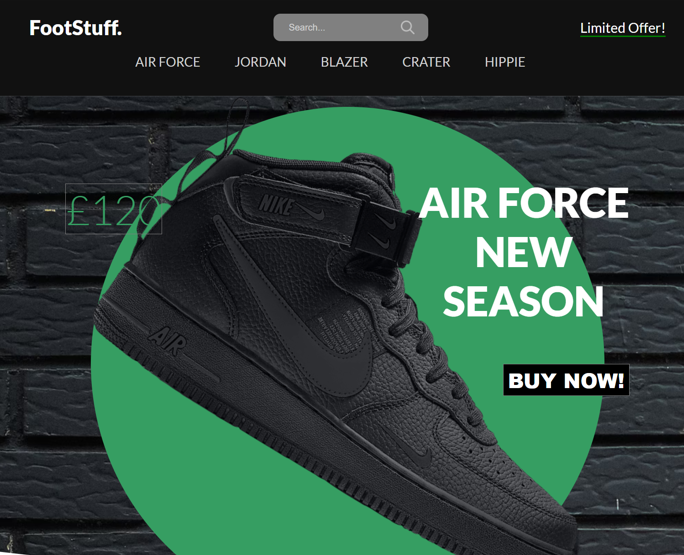 FootStuff.
Search...
Limited Offer!
AIR FORCE
JORDAN
BLAZER
CRATER
HIPPIE
£120
AIR FORCE
NEW
SEASON
BUY NOW!
NIKE
AIR